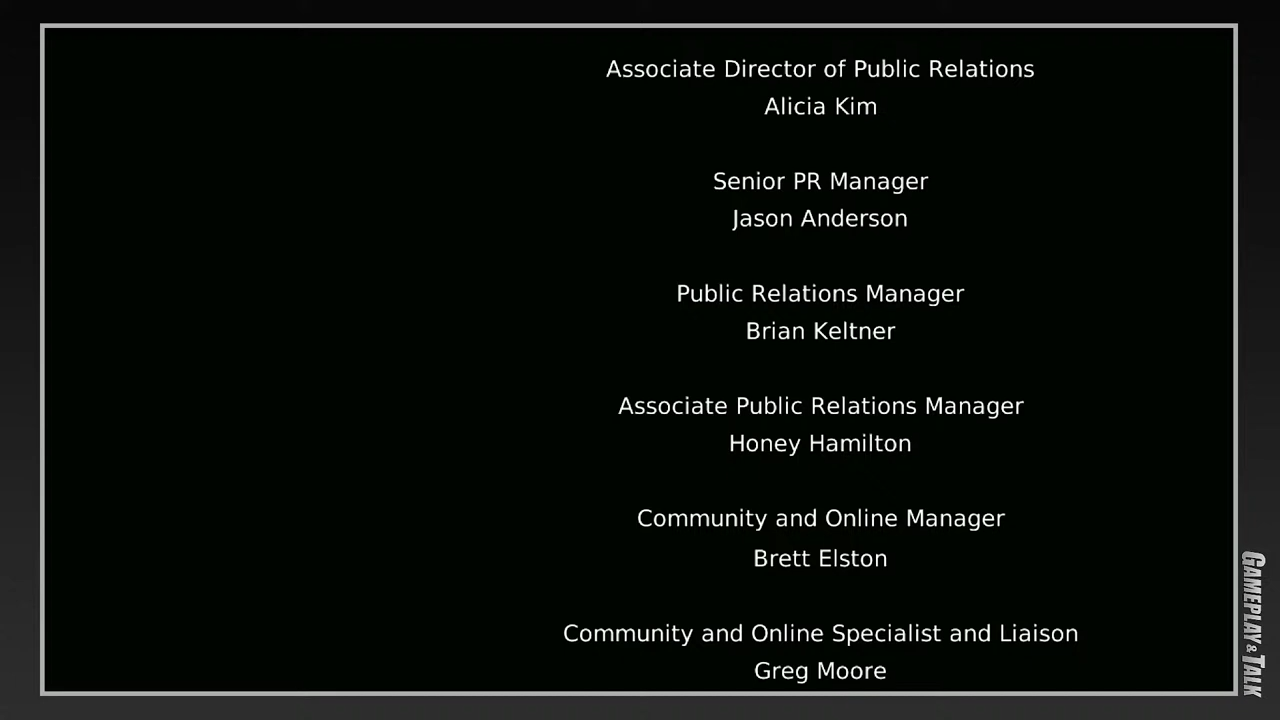 Associate Director of Public Relations
Alicia Kim
Senior PR Manager
Jason Anderson
Public Relations Manager
Brian Keltner
Associate Public Relations Manager
Honey Hamilton
Community and Online Manager
Brett Elston
Community and Online Specialist and Liaison
Greg Moore
GAMEPLAY & TALK